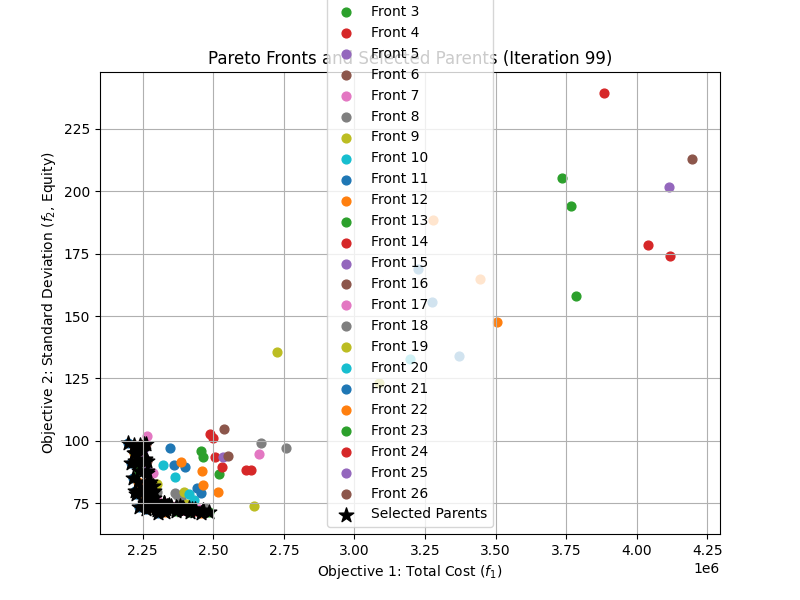 Front 3
Front 4
Pareto Fronts and Selected Parents (Iteration 99)
Front 5
Front 6
Front 7
Front 8
Front 9
Front 10
Front 11
Front 12
Front 13
Front 14
Front 15
Front 16
Front 17
Front 18
Front 19
Front 20
Front 21
Front 22
Front 23
Front 24
Front 25
Front 26
Selected Parents
225
200
175
150
125
100
75
Objective 2: Standard Deviation (f₂, Equity)
2.25 2.50 2.75 3.00 3.25 3.50 3.75 4.00 4.25
1e6
Objective 1: Total Cost (f₁)